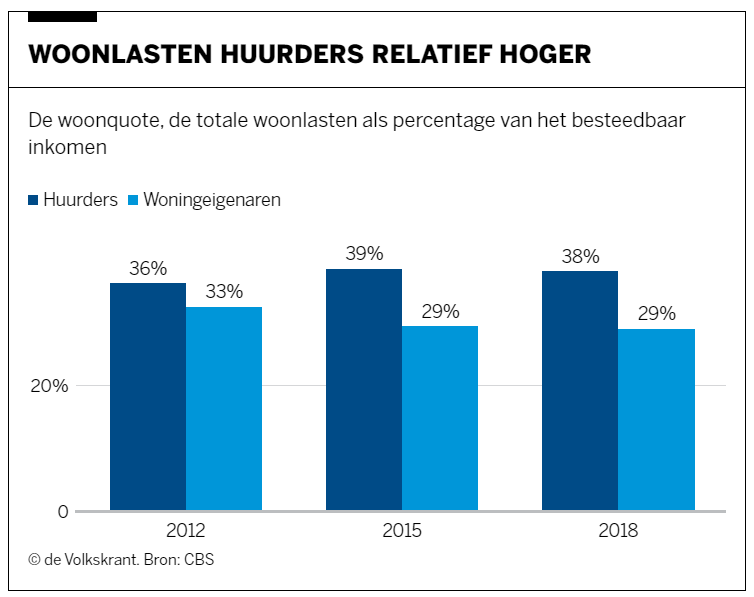 WOONLASTEN HUURDERS RELATIEF HOGER
De woonquote, de totale woonlasten als percentage van het besteedbaar
inkomen
Huurders Woningeigenaren
36% 33% 39% 29% 38% 29%
20%
0
2012 2015 2018
© de Volkskrant. Bron: CBS